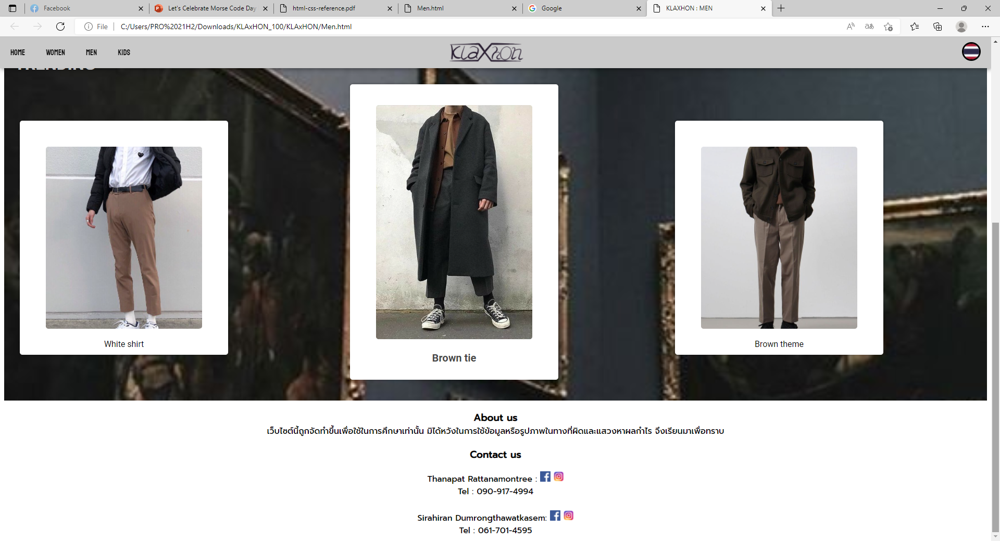 Facebook
Let's Celebrate Morse Code Day
html-css-reference.pdf
Men.html
Google
KLAXHON : MEN
File
C:/Users/PRO%2021H2/Downloads/KLAxHON_100/KLAxHON/Men.html
HOME
WOMEN
MEN
KIDS
KLaXhON
TRENDING
White shirt
Brown tie
Brown theme
About us
เว็บไซต์นี้ถูกจัดทำขึ้นเพื่อใช้ในการศึกษาเท่านั้น มิได้หวังในการใช้ข้อมูลหรือรูปภาพในทางที่ผิดและแสวงหาผลกำไร จึงเรียนมาเพื่อทราบ
Contact us
Thanapat Rattanamontree :
Tel : 090-917-4994
Sirahiran Dumrongthawatkasem:
Tel : 061-701-4595